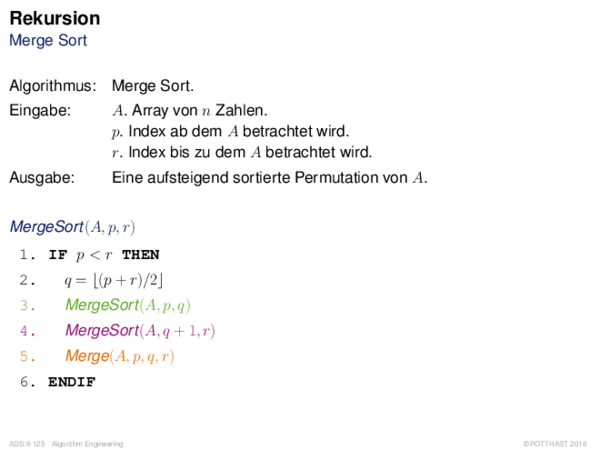 Rekursion
Merge Sort
Algorithmus: Merge Sort.
Eingabe: A. Array von n Zahlen.
p. Index ab dem A betrachtet wird.
r. Index bis zu dem A betrachtet wird.
Ausgabe: Eine aufsteigend sortierte Permutation von A.
MergeSort(A, p, r)
1. IF p < r THEN
2. q = ⌊(p + r)/2⌋
3. MergeSort(A, p, q)
4. MergeSort(A, q + 1, r)
5. Merge(A, p, q, r)
6. ENDIF
ADS:II-125 Algorithm Engineering ©POTTHAST 2018